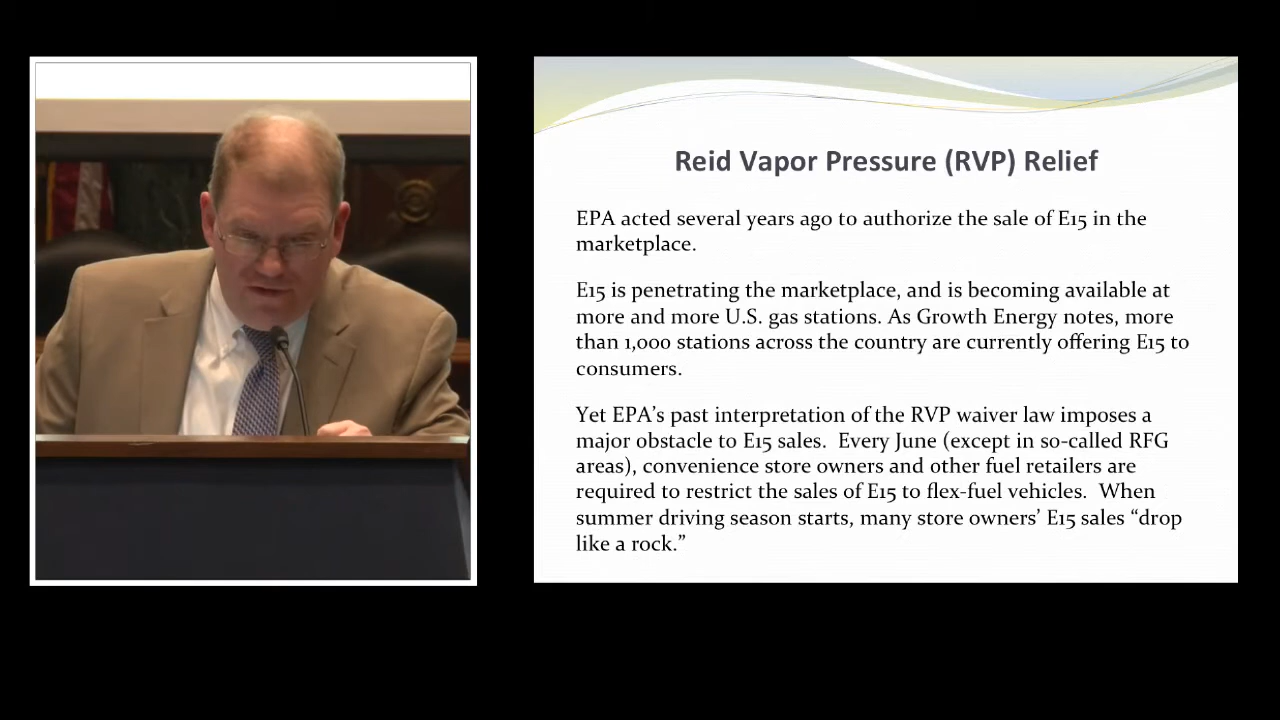 Reid Vapor Pressure (RVP) Relief
EPA acted several years ago to authorize the sale of E15 in the
marketplace.
E15 is penetrating the marketplace, and is becoming available at
more and more U.S. gas stations. As Growth Energy notes, more
than 1,000 stations across the country are currently offering E15 to
consumers.
Yet EPA’s past interpretation of the RVP waiver law imposes a
major obstacle to E15 sales.  Every June (except in so-called RFG
areas), convenience store owners and other fuel retailers are
required to restrict the sales of E15 to flex-fuel vehicles.  When
summer driving season starts, many store owners’ E15 sales “drop
like a rock.”